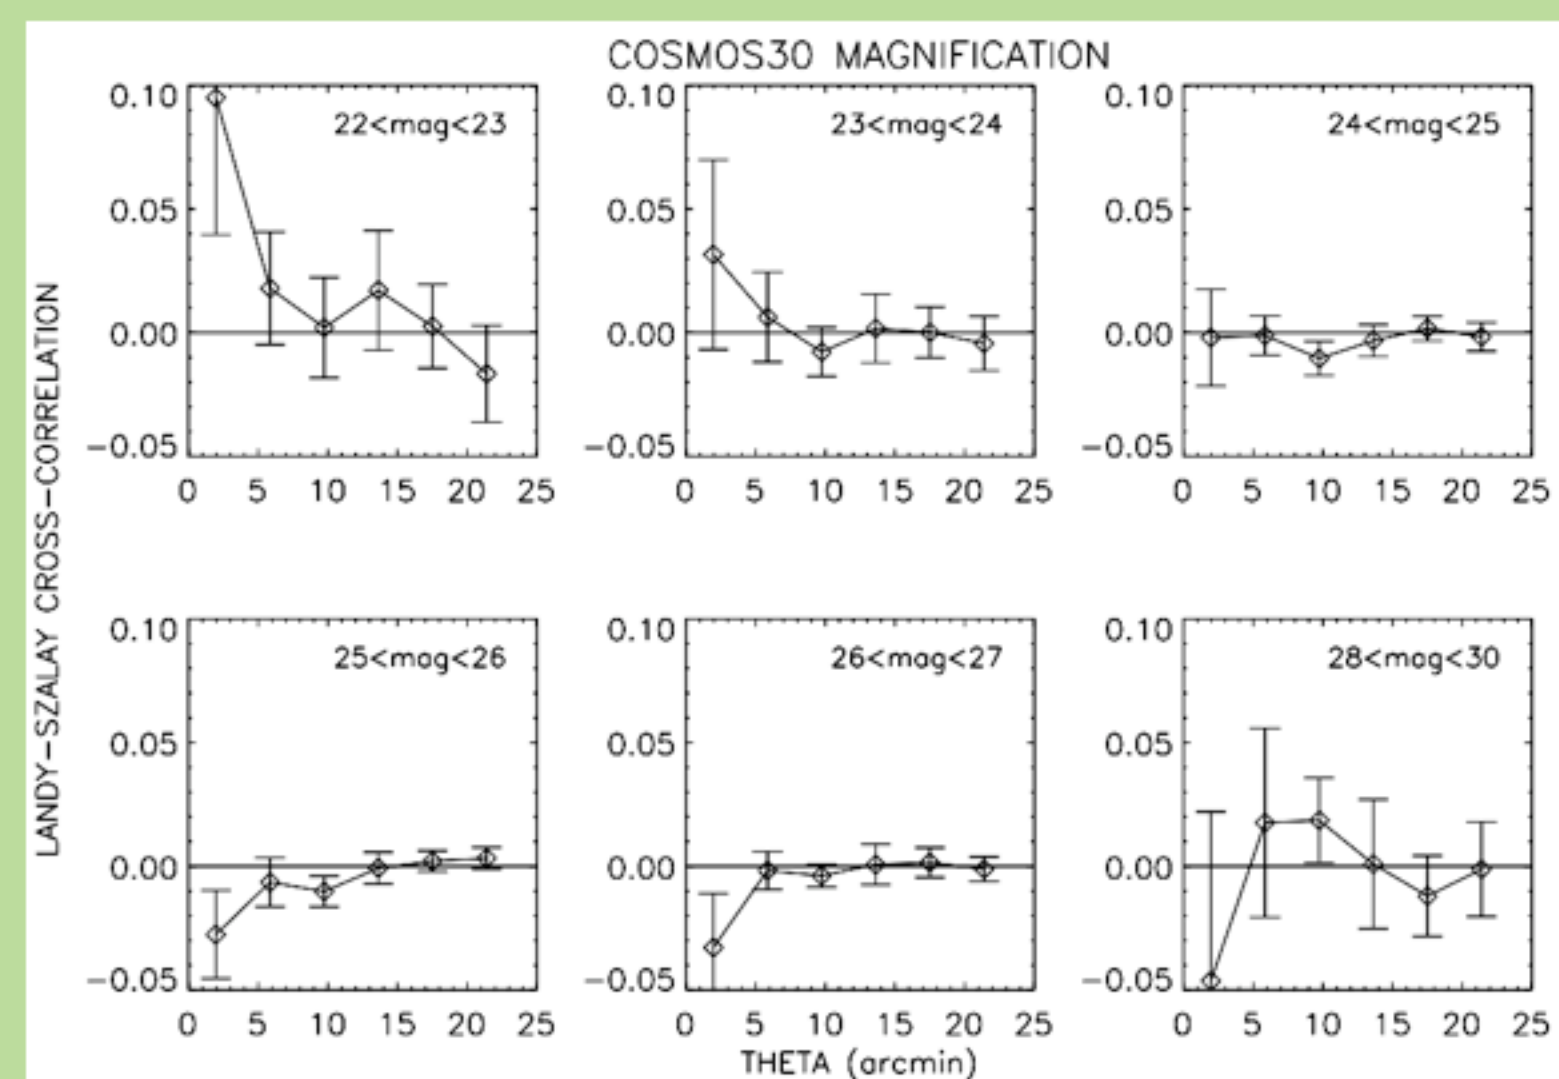 COSMOS30 MAGNIFICATION
LANDY-SZALAY CROSS-CORRELATION
0.10
0.05
0.00
-0.05
22<mag<23
0 5 10 15 20 25
0.10
0.05
0.00
-0.05
23<mag<24
0 5 10 15 20 25
0.10
0.05
0.00
-0.05
24<mag<25
0 5 10 15 20 25
0.10
0.05
0.00
-0.05
25<mag<26
0 5 10 15 20 25
0.10
0.05
0.00
-0.05
26<mag<27
0 5 10 15 20 25
0.10
0.05
0.00
-0.05
28<mag<30
0 5 10 15 20 25
THETA (arcmin)